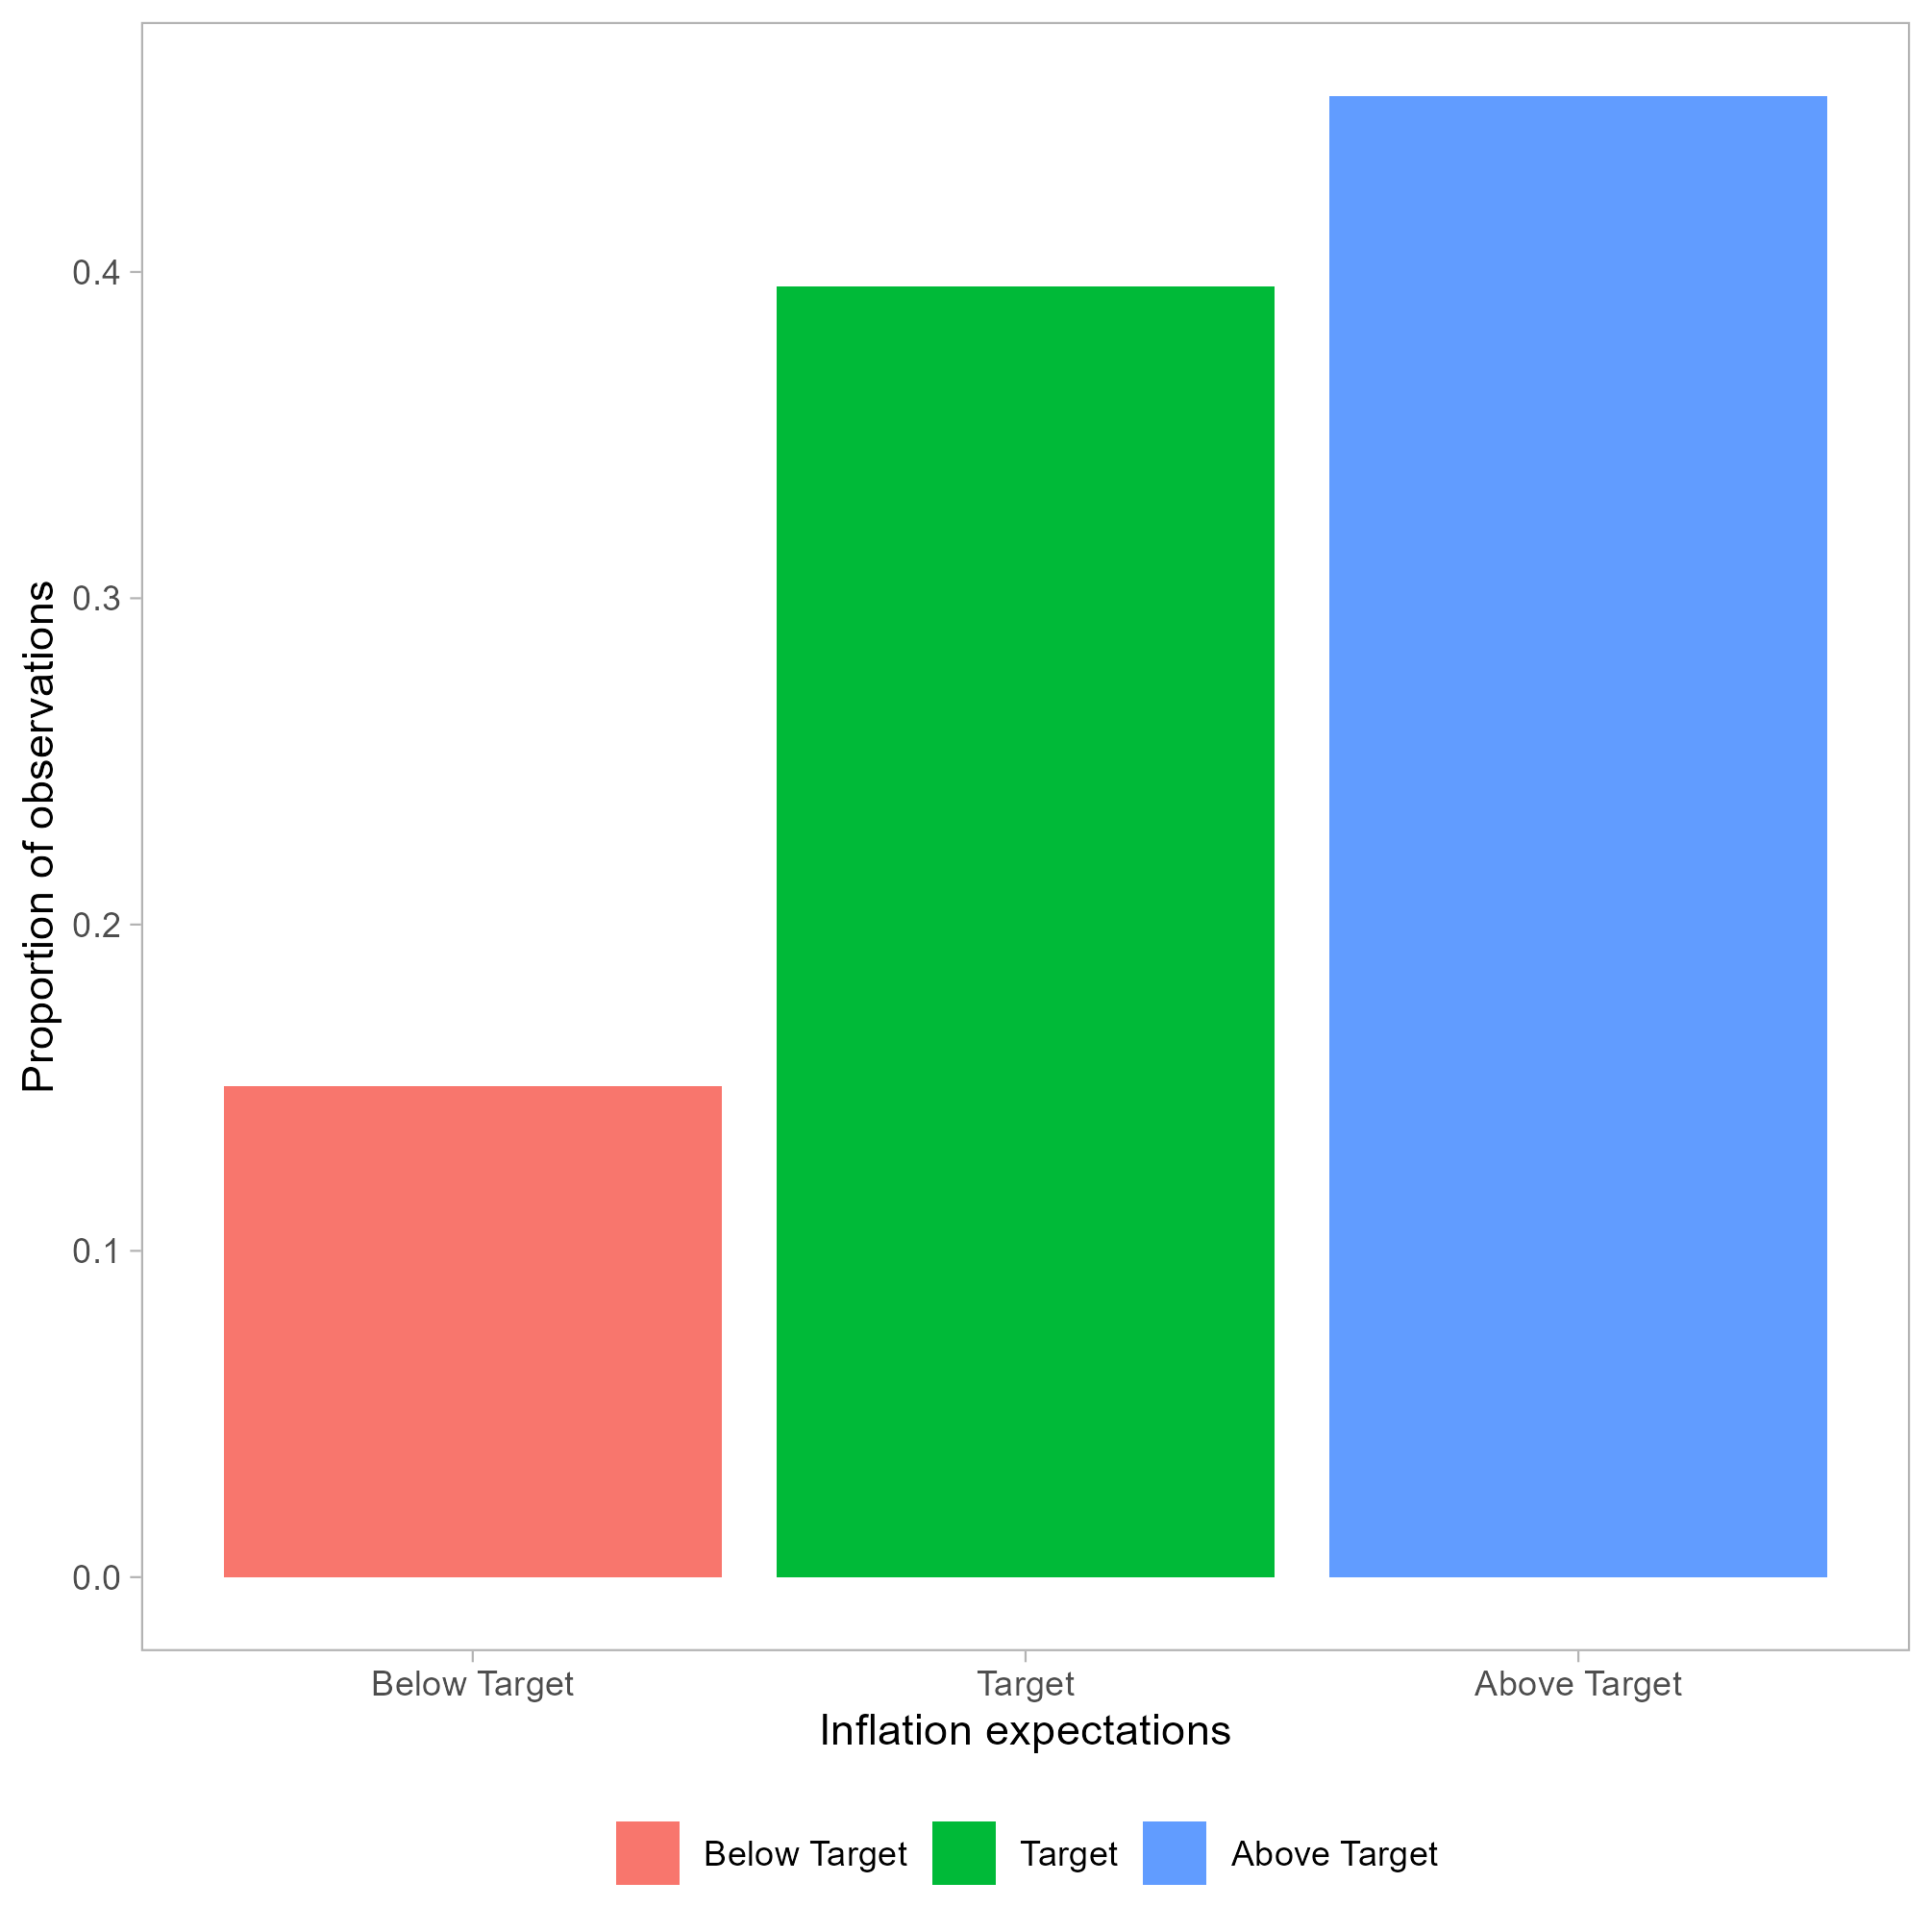 Proportion of observations
0.4
0.3
0.2
0.1
0.0
Below Target Target Above Target
Inflation expectations
Below Target Target Above Target